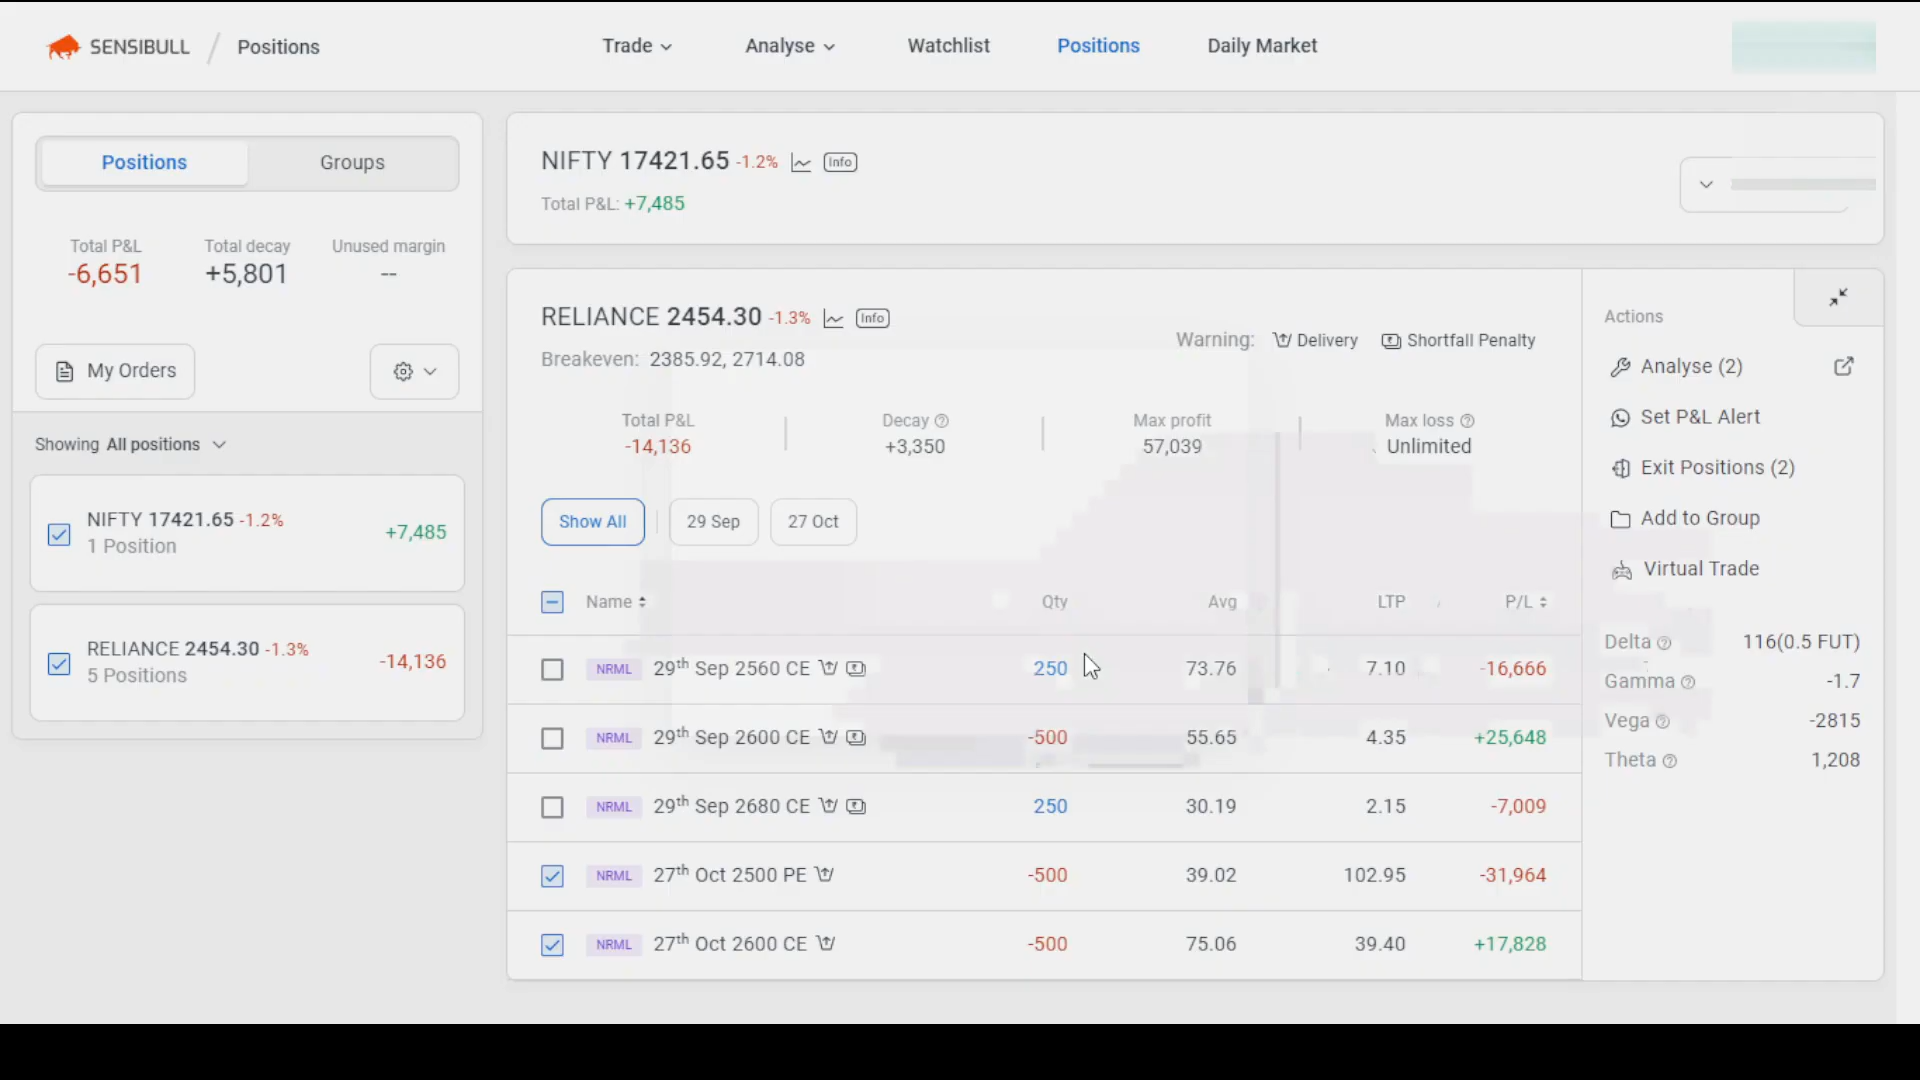 SENSIBULL / Positions
Trade
Analyse
Watchlist
Positions
Daily Market
Positions
Groups
Total P&L
Total decay
Unused margin
-6,651
+5,801
--
My Orders
Showing All positions
NIFTY 17421.65 -1.2%
1 Position
+7,485
RELIANCE 2454.30 -1.3%
5 Positions
-14,136
NIFTY 17421.65 -1.2% Info
Total P&L: +7,485
RELIANCE 2454.30 -1.3% Info
Breakeven: 2385.92, 2714.08
Warning: Delivery Shortfall Penalty
Total P&L
-14,136
Decay
+3,350
Max profit
57,039
Max loss
Unlimited
Show All
29 Sep
27 Oct
Name Qty Avg LTP P/L
NRML 29th Sep 2560 CE 250 73.76 7.10 -16,666
NRML 29th Sep 2600 CE -500 55.65 4.35 +25,648
NRML 29th Sep 2680 CE 250 30.19 2.15 -7,009
NRML 27th Oct 2500 PE -500 39.02 102.95 -31,964
NRML 27th Oct 2600 CE -500 75.06 39.40 +17,828
Actions
Analyse (2)
Set P&L Alert
Exit Positions (2)
Add to Group
Virtual Trade
Delta 116(0.5 FUT)
Gamma -1.7
Vega -2815
Theta 1,208